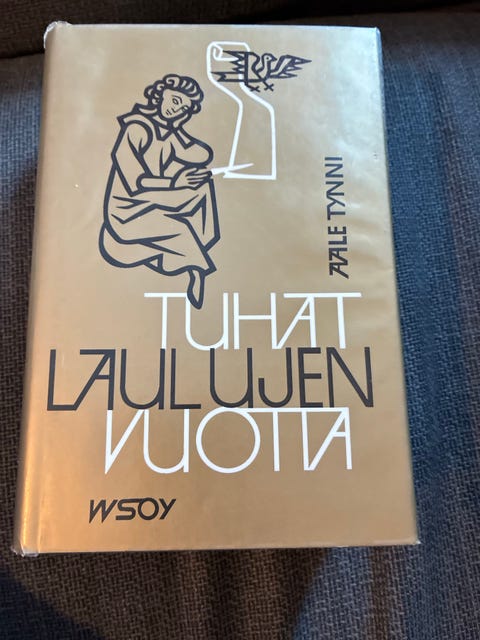 AALE TYNNI
TUHAT
LAULUJEN
VUOTTA
WSOY